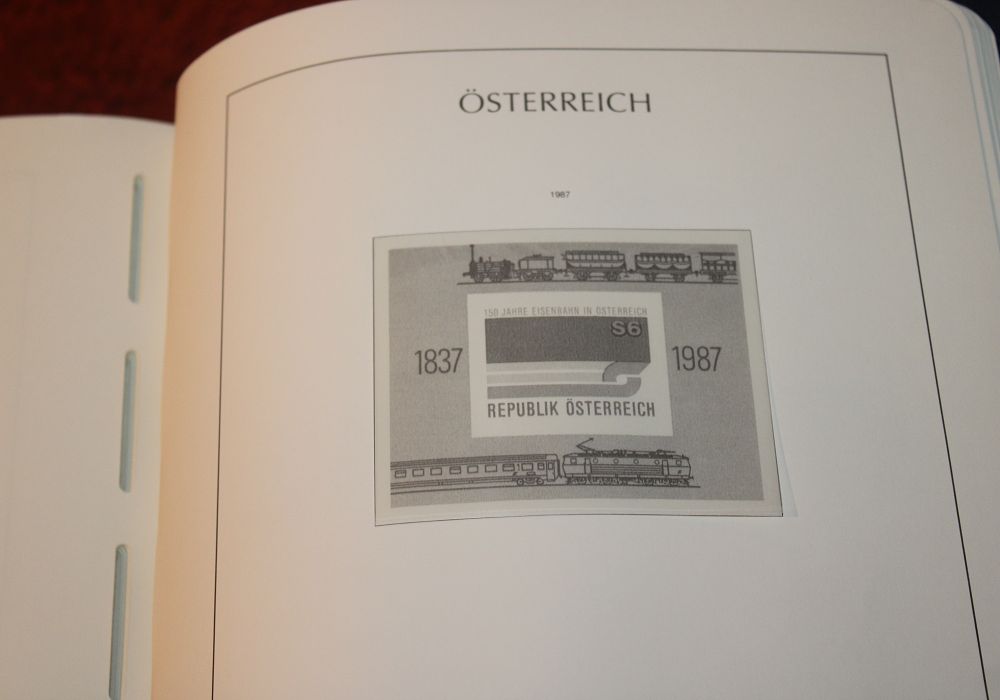 ÖSTERREICH
1987
150 JAHRE EISENBAHN IN ÖSTERREICH
S6
1837
1987
REPUBLIK ÖSTERREICH